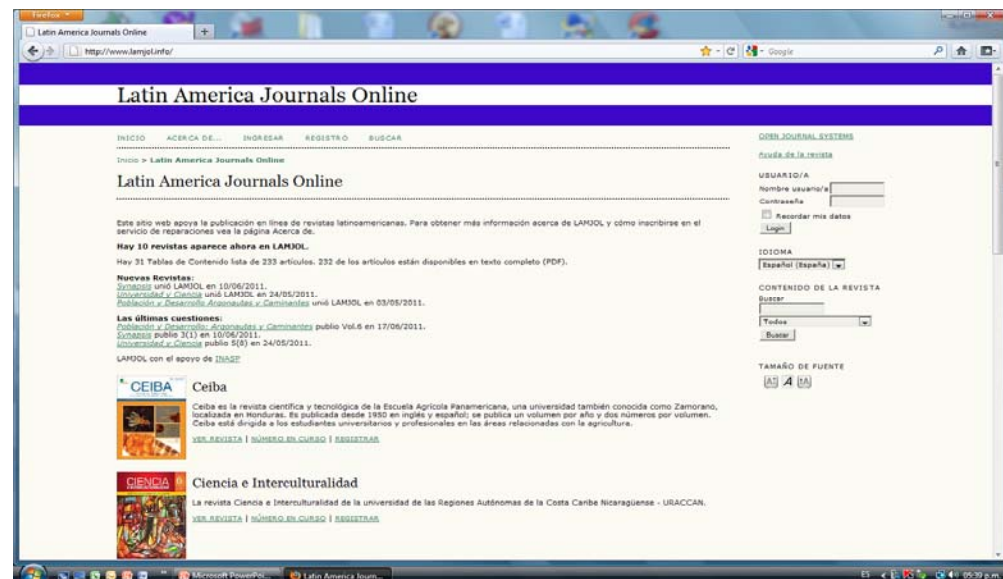 Firefox
Latin America Journals Online
http://www.lamjol.info/
Google
Latin America Journals Online
INICIO ACERCA DE... INGRESAR REGISTRO BUSCAR
Inicio > Latin America Journals Online
Latin America Journals Online
Este sitio web apoya la publicación en línea de revistas latinoamericanas. Para obtener más información acerca de LAMJOL y cómo inscribirse en el
servicio de reparaciones vea la página Acerca de.
Hay 10 revistas aparece ahora en LAMJOL.
Hay 31 Tablas de Contenido lista de 233 artículos. 232 de los artículos están disponibles en texto completo (PDF).
Nuevas Revistas:
Synapsis unió LAMJOL en 10/06/2011.
Universidad y Ciencia unió LAMJOL en 24/05/2011.
Población y Desarrollo Argonautas y Caminantes unió LAMJOL en 03/05/2011.
Las últimas cuestiones:
Población y Desarrollo: Argonautas y Caminantes publio Vol.6 en 17/06/2011.
Synapsis publio 3(1) en 10/06/2011.
Universidad y Ciencia publio 5(8) en 24/05/2011.
LAMJOL con el apoyo de INASP
CEIBA
Ceiba
Ceiba es la revista científica y tecnológica de la Escuela Agrícola Panamericana, una universidad también conocida como Zamorano,
localizada en Honduras. Es publicada desde 1950 en inglés y español; se publica un volumen por año y dos números por volumen.
Ceiba está dirigida a los estudiantes universitarios y profesionales en las áreas relacionadas con la agricultura.
VER REVISTA | NÚMERO EN CURSO | REGISTRAR
CIENCIA
Ciencia e Interculturalidad
La revista Ciencia e Interculturalidad de la universidad de las Regiones Autónomas de la Costa Caribe Nicaragüense - URACCAN.
VER REVISTA | NÚMERO EN CURSO | REGISTRAR
OPEN JOURNAL SYSTEMS
Ayuda de la revista
USUARIO/A
Nombre usuario/a
Contraseña
Recordar mis datos
Login
IDIOMA
Español (España)
CONTENIDO DE LA REVISTA
Buscar
Todos
Buscar
TAMAÑO DE FUENTE
Microsoft PowerPoi...
Latin America Journ...
ES
05:39 p.m.